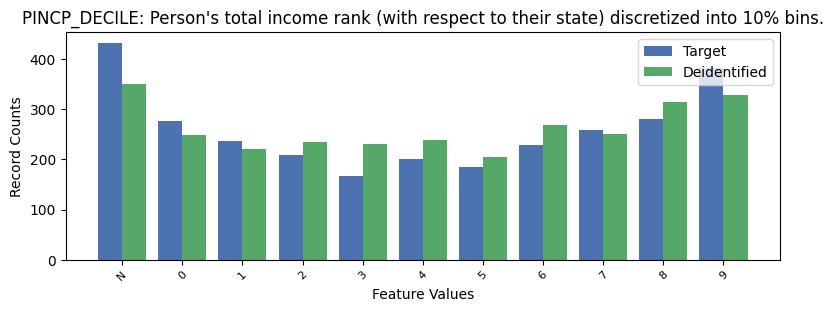 PINCP_DECILE: Person's total income rank (with respect to their state) discretized into 10% bins.
Target
Deidentified
Record Counts
400
300
200
100
0
N 0 1 2 3 4 5 6 7 8 9
Feature Values